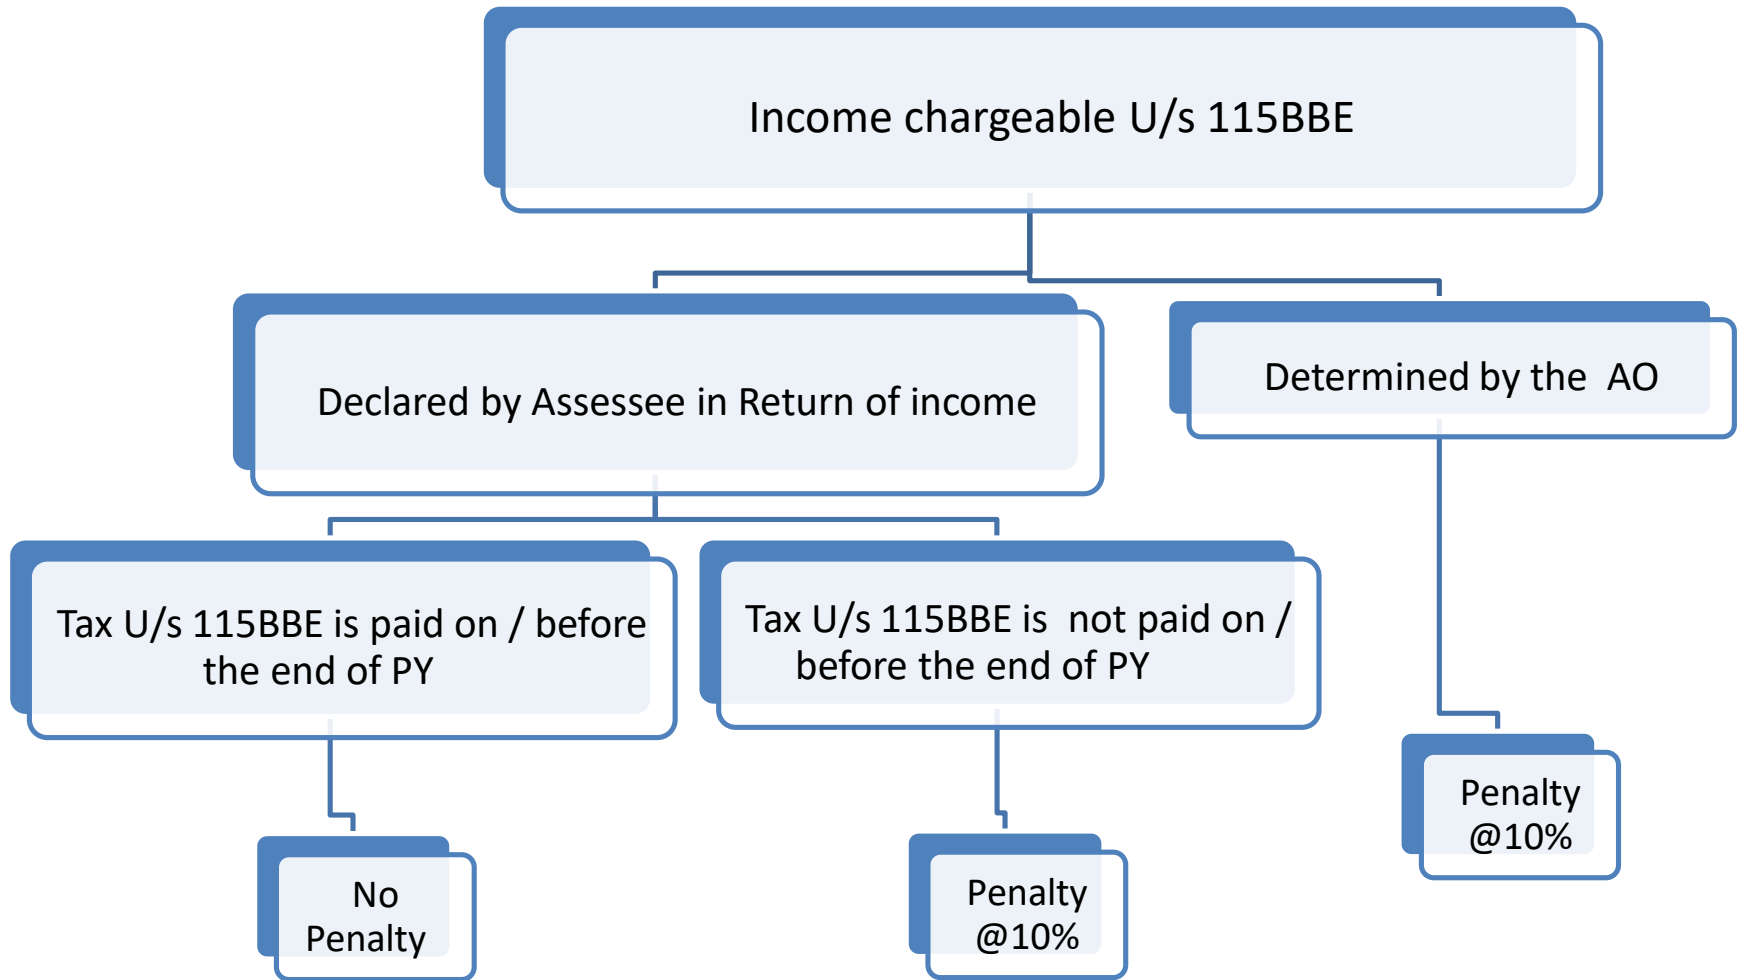 Income chargeable U/s 115BBE
Declared by Assessee in Return of income
Determined by the AO
Tax U/s 115BBE is paid on / before
the end of PY
Tax U/s 115BBE is not paid on /
before the end of PY
No
Penalty
Penalty
@10%
Penalty
@10%